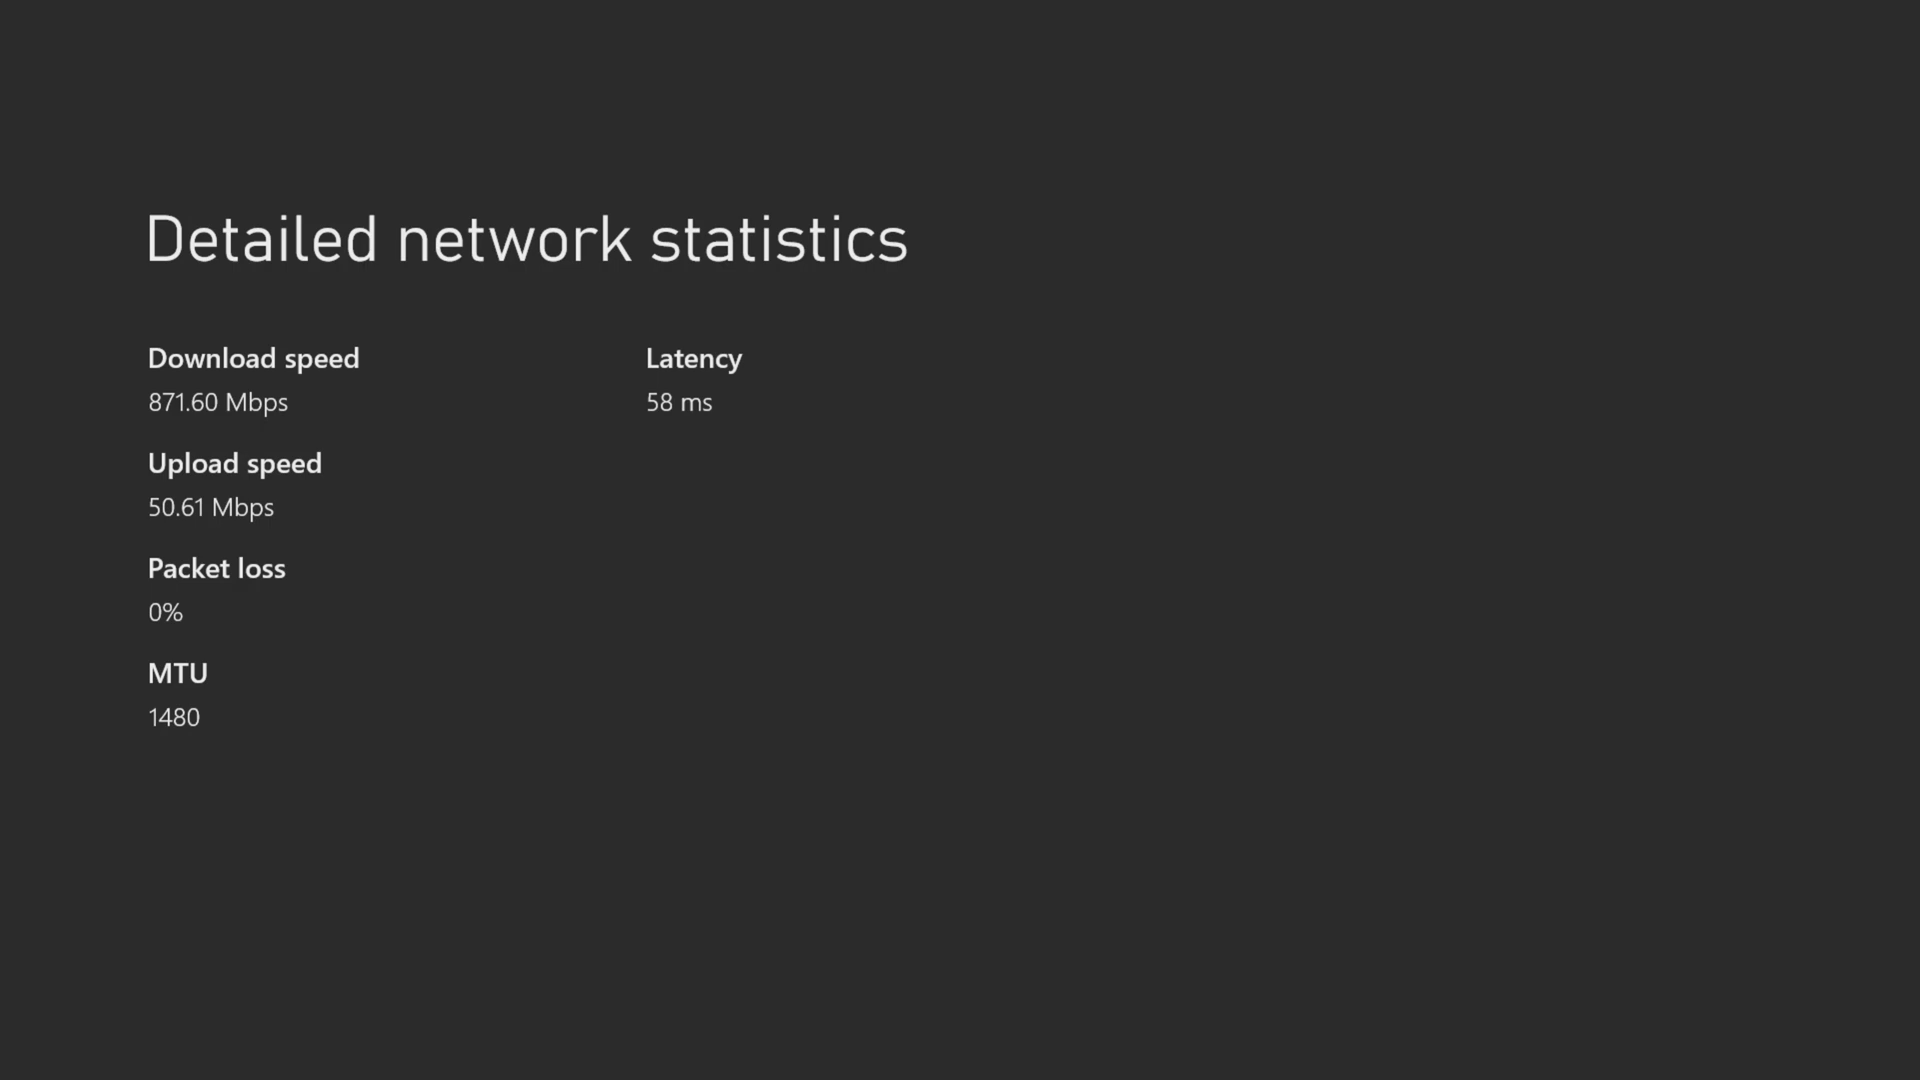 Detailed network statistics
Download speed
871.60 Mbps
Upload speed
50.61 Mbps
Packet loss
0%
MTU
1480
Latency
58 ms